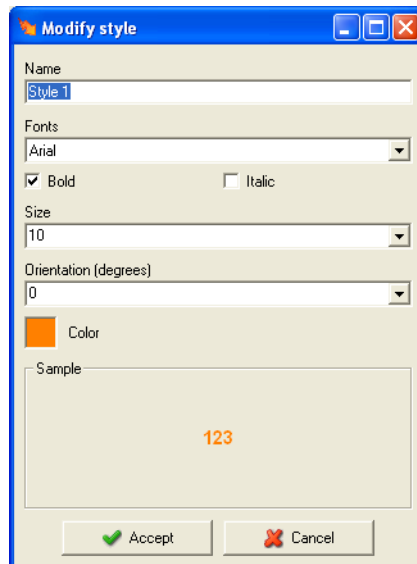 Modify style
Name
Style 1
Fonts
Arial
Bold Italic
Size
10
Orientation (degrees)
0
Color
Sample
123
Accept Cancel